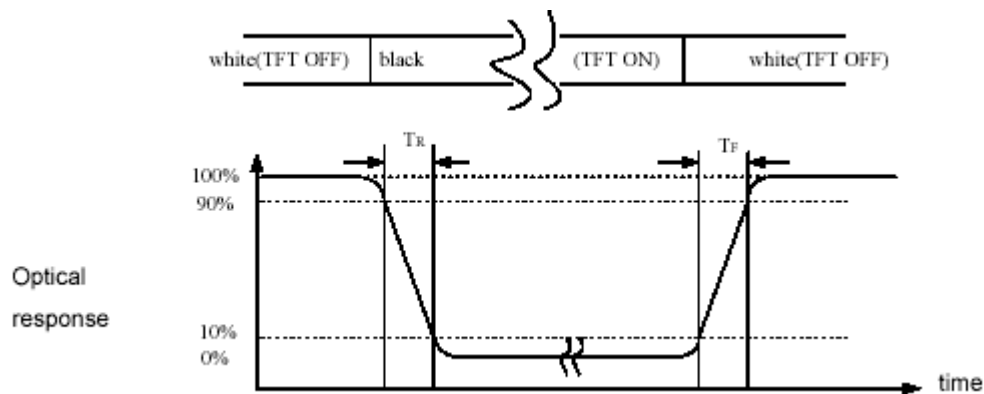 white(TFT OFF) black (TFT ON) white(TFT OFF)
TR TF
100%
90%
Optical
response
10%
0%
time